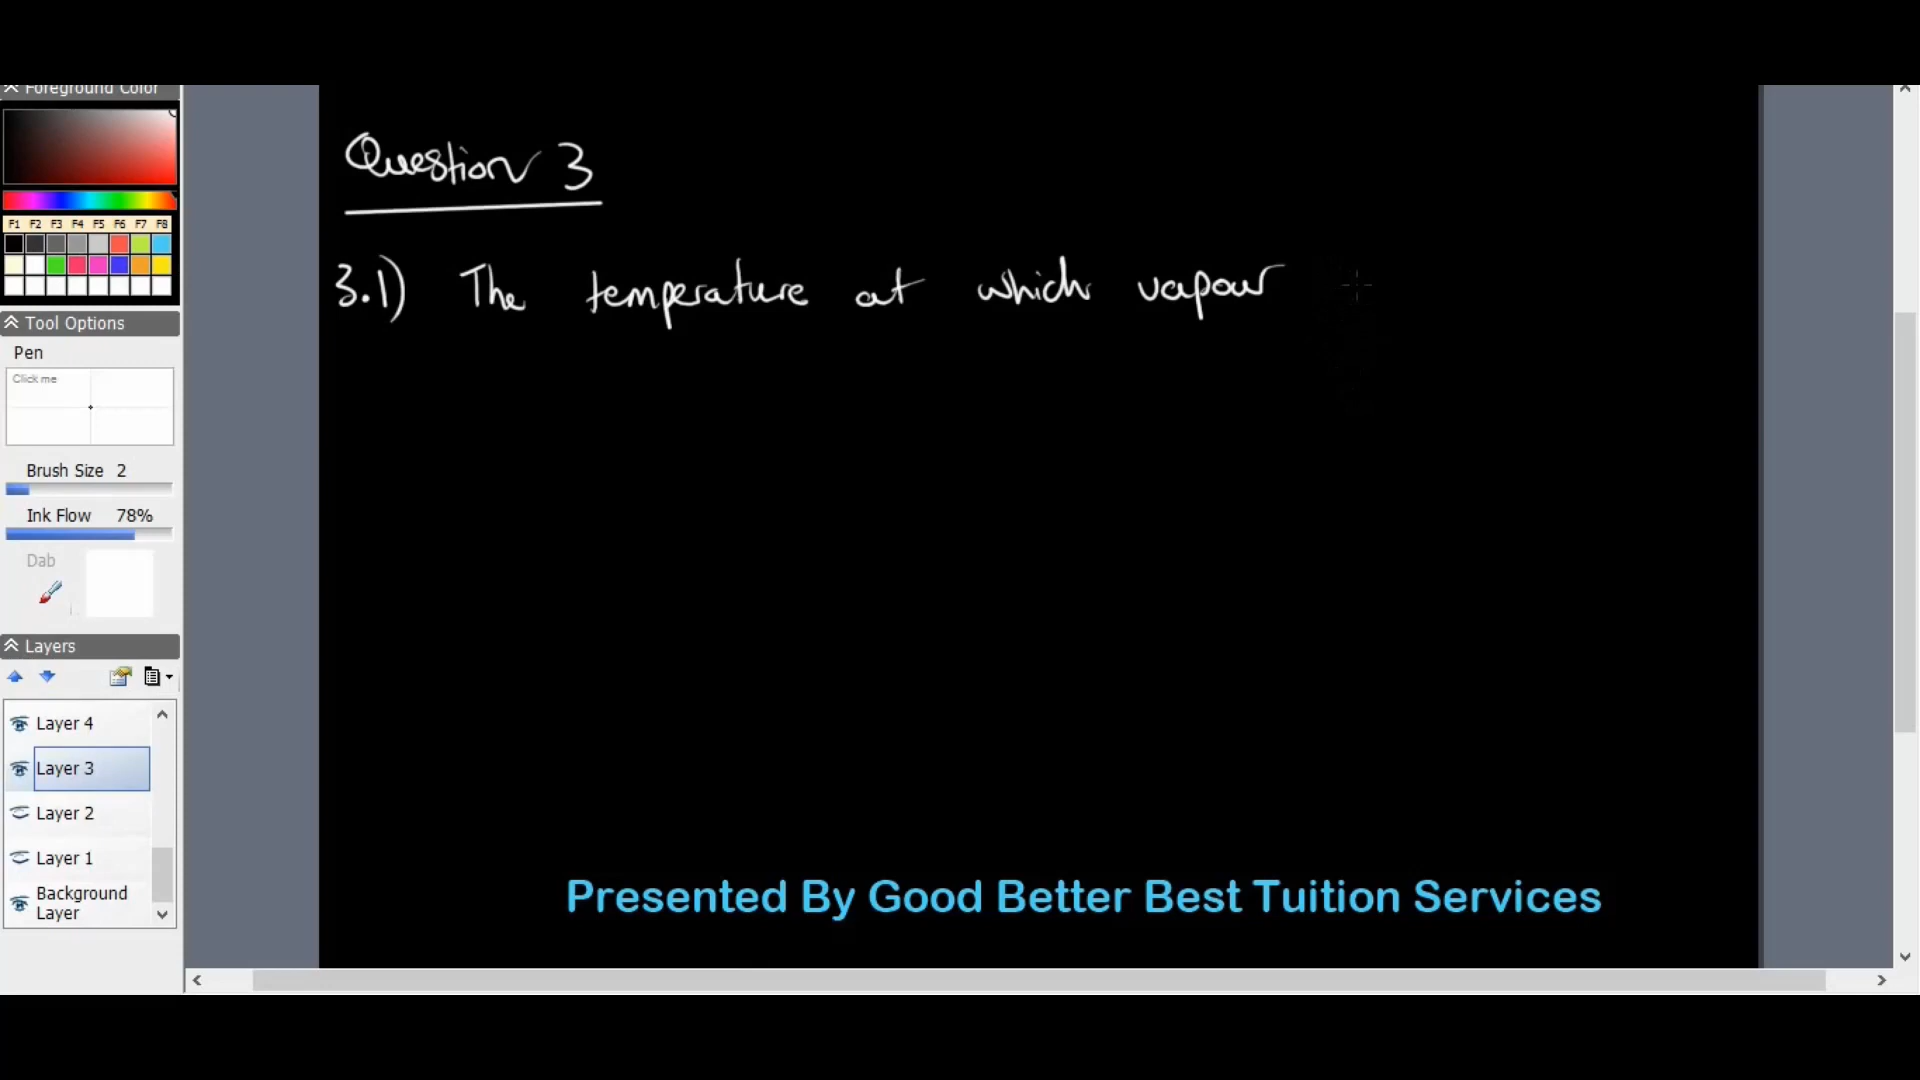 Foreground Color
F1 F2 F3 F4 F5 F6 F7 F8
Tool Options
Pen
Click me
Brush Size 2
Ink Flow 78%
Dab
Layers
Layer 4
Layer 3
Layer 2
Layer 1
Background
Layer
Question 3
3.1) The temperature at which vapour
Presented By Good Better Best Tuition Services